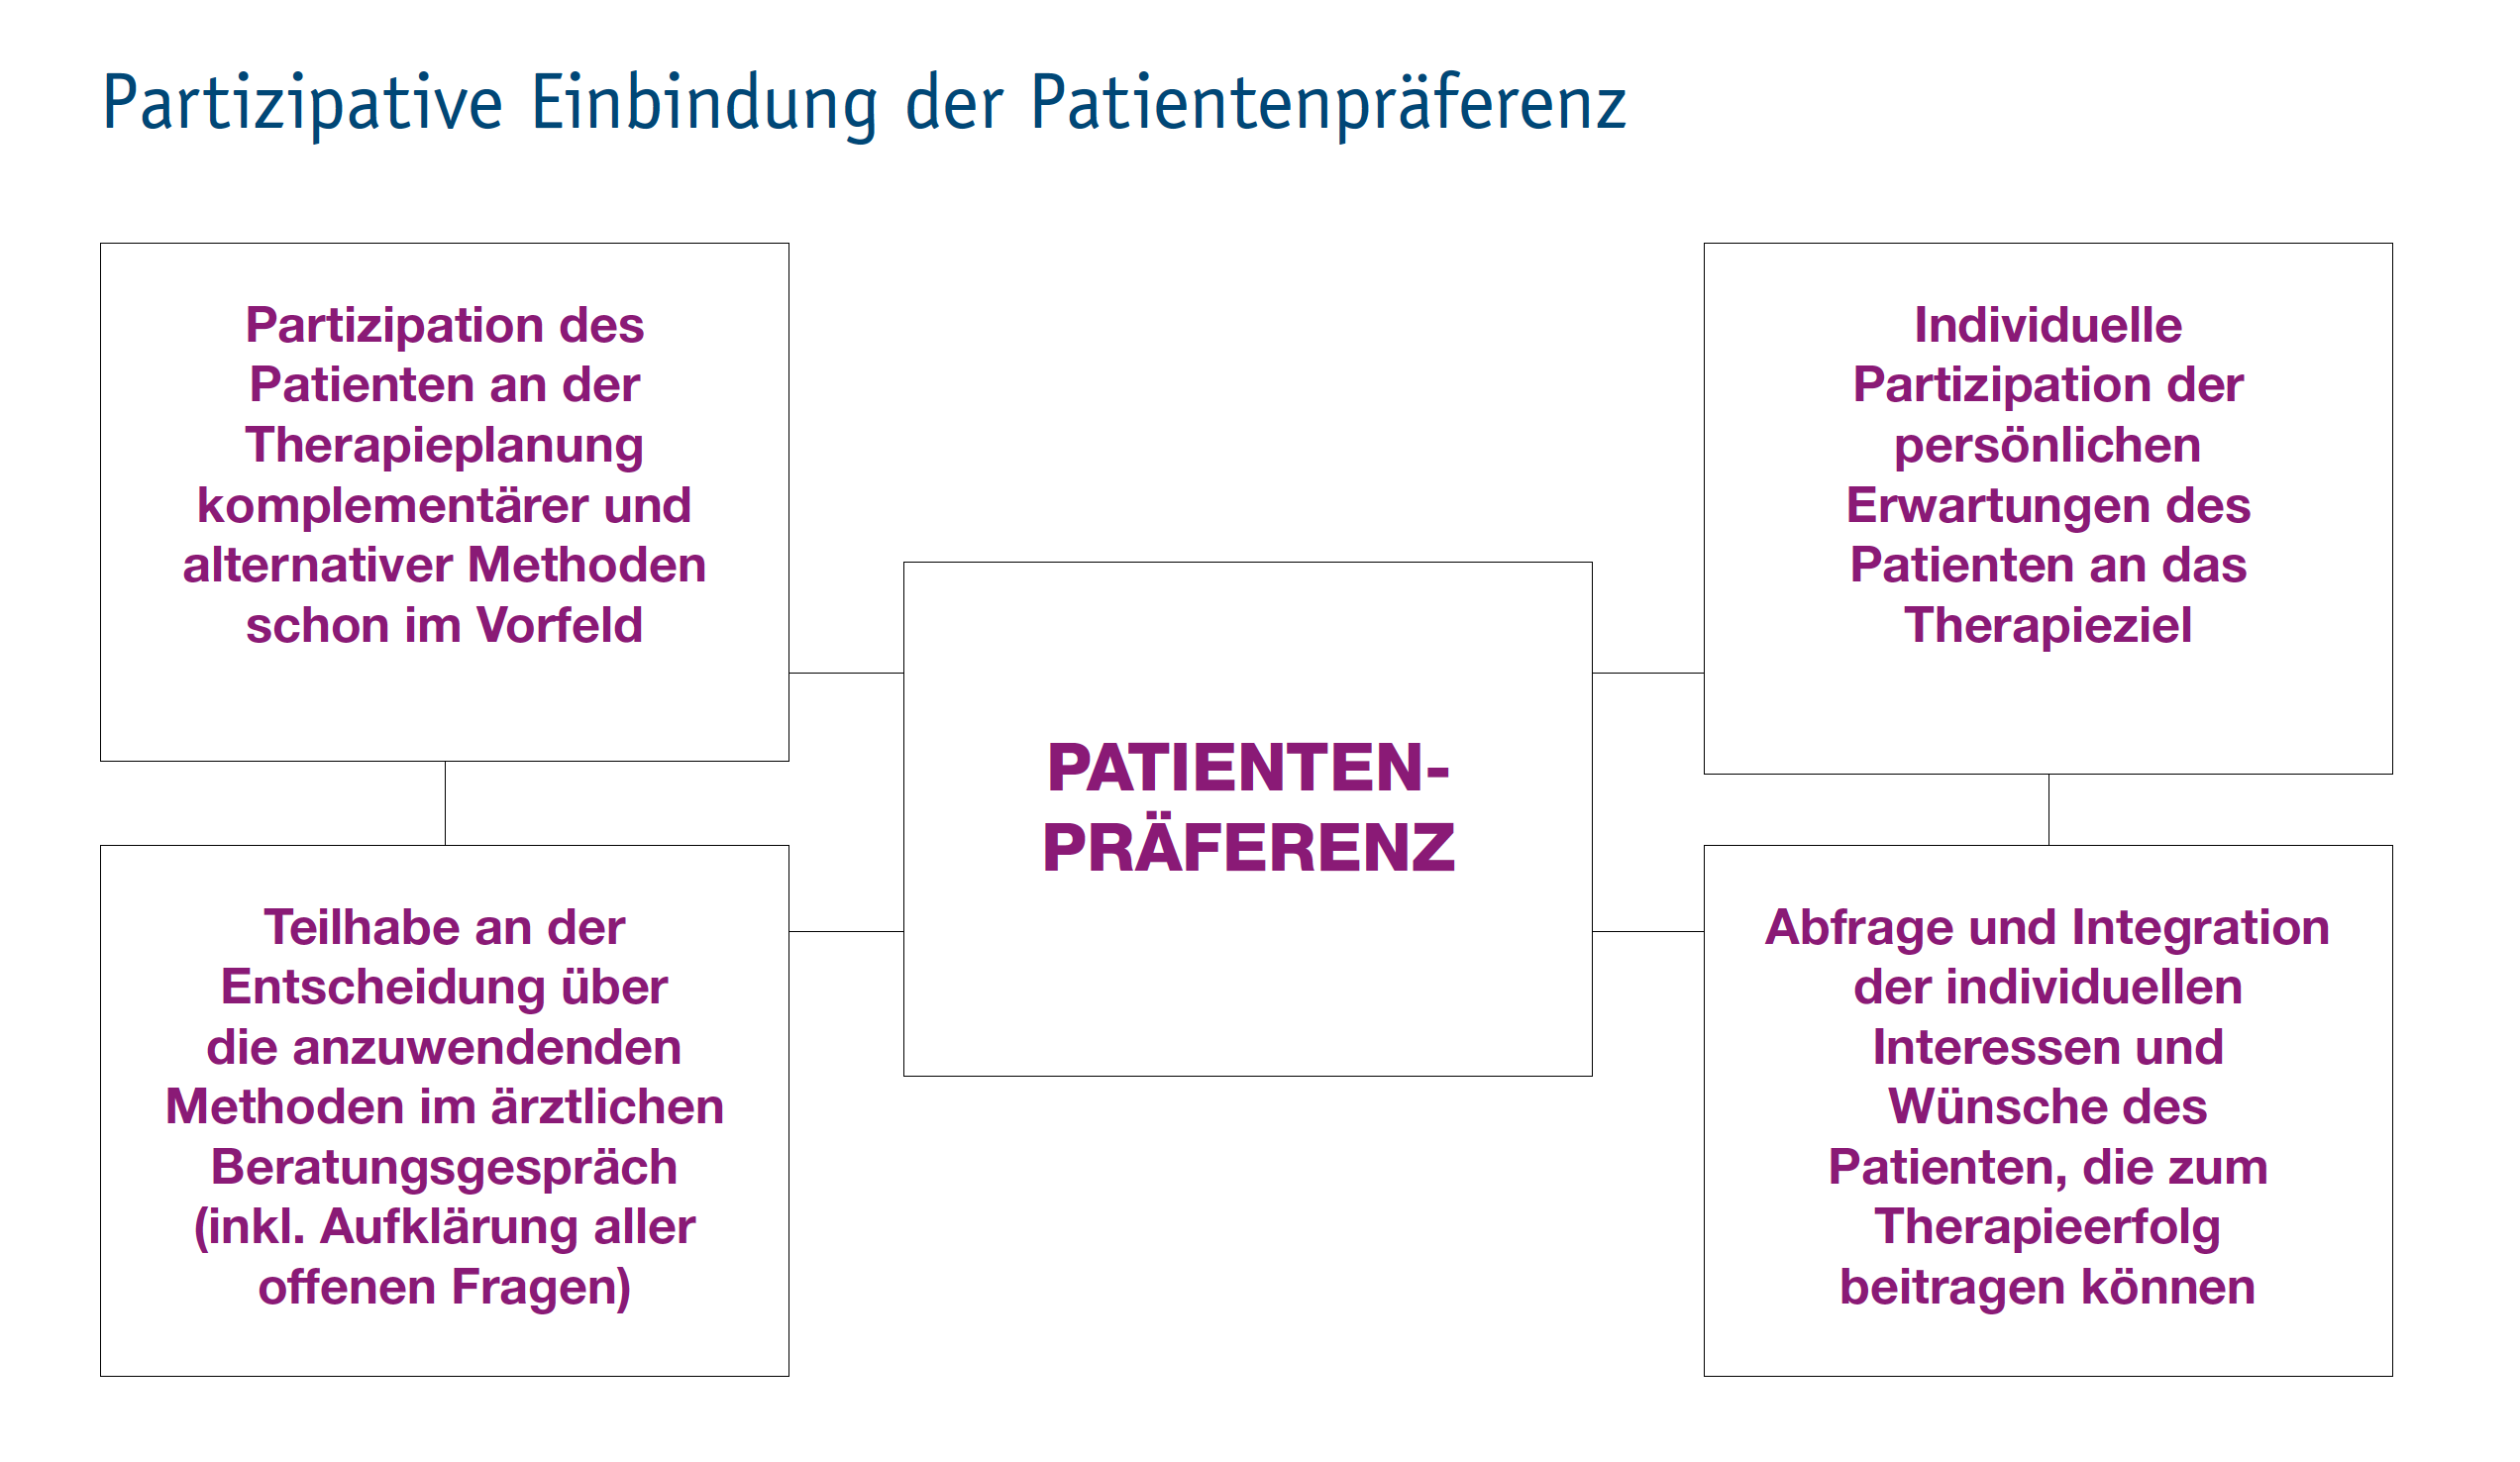 Partizipative Einbindung der Patientenpräferenz
Partizipation des
Patienten an der
Therapieplanung
komplementärer und
alternativer Methoden
schon im Vorfeld
Individuelle
Partizipation der
persönlichen
Erwartungen des
Patienten an das
Therapieziel
PATIENTEN-
PRÄFERENZ
Teilhabe an der
Entscheidung über
die anzuwendenden
Methoden im ärztlichen
Beratungsgespräch
(inkl. Aufklärung aller
offenen Fragen)
Abfrage und Integration
der individuellen
Interessen und
Wünsche des
Patienten, die zum
Therapieerfolg
beitragen können